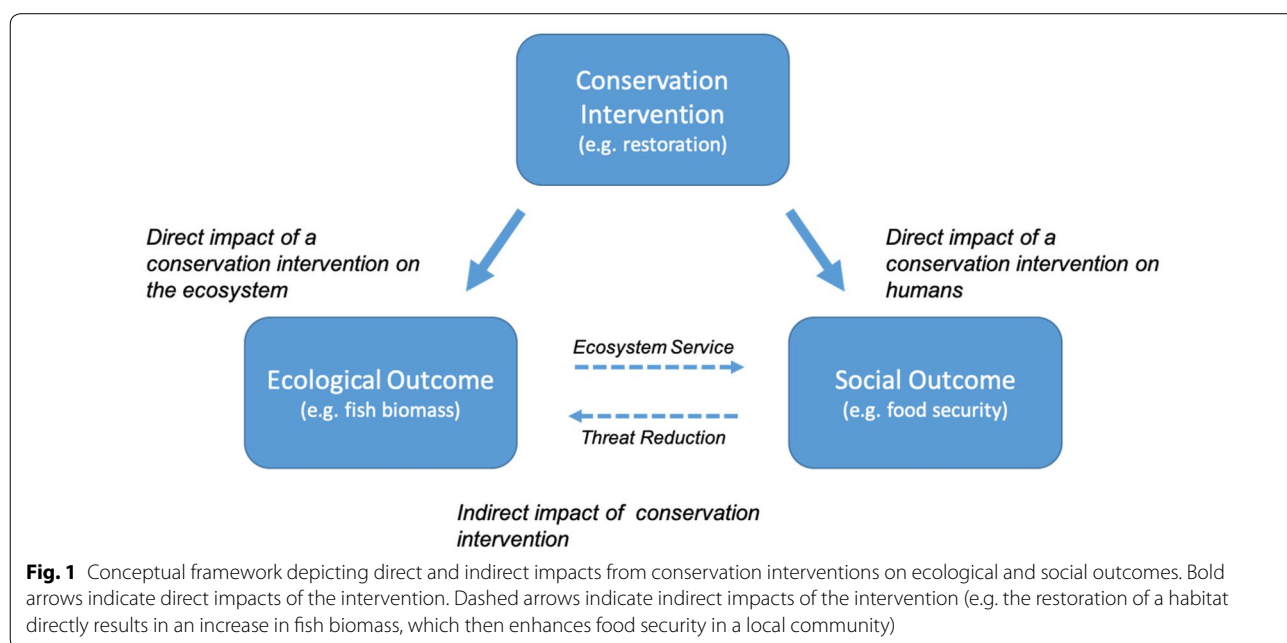 Conservation
Intervention
(e.g. restoration)
Direct impact of a
conservation intervention on
the ecosystem
Direct impact of a
conservation intervention on
humans
Ecological Outcome
(e.g. fish biomass)
Ecosystem Service
Threat Reduction
Social Outcome
(e.g. food security)
Indirect impact of conservation
intervention
Fig. 1 Conceptual framework depicting direct and indirect impacts from conservation interventions on ecological and social outcomes. Bold
arrows indicate direct impacts of the intervention. Dashed arrows indicate indirect impacts of the intervention (e.g. the restoration of a habitat
directly results in an increase in fish biomass, which then enhances food security in a local community)